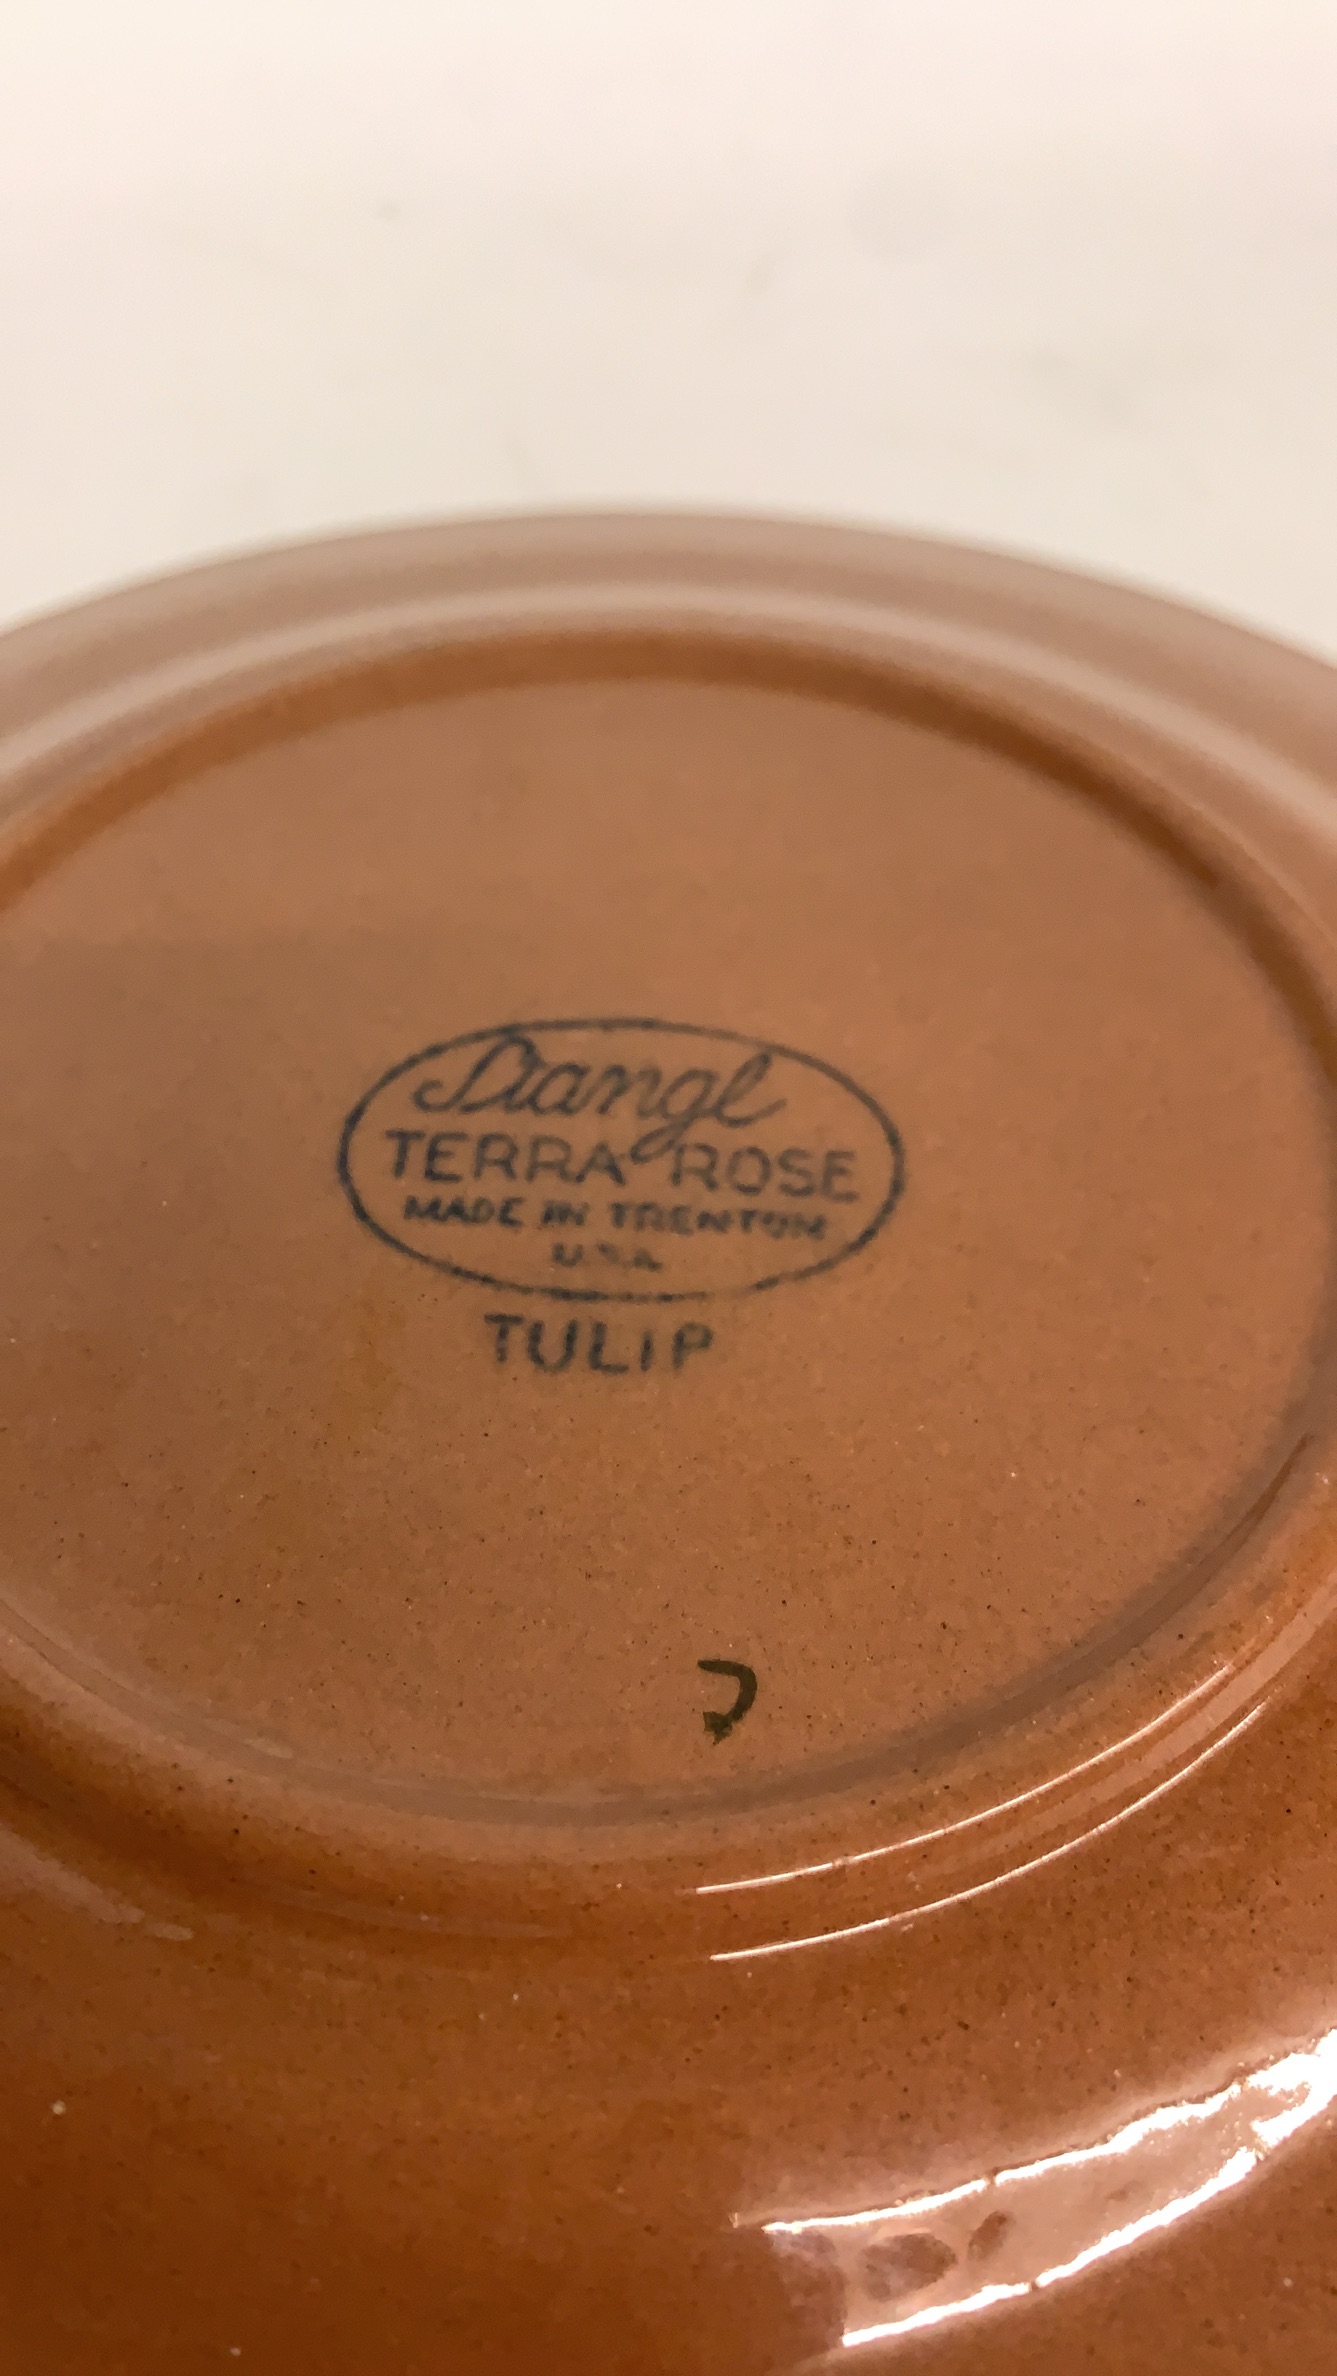 Stangl
TERRA ROSE
MADE IN TRENTON
U.S.A.
TULIP